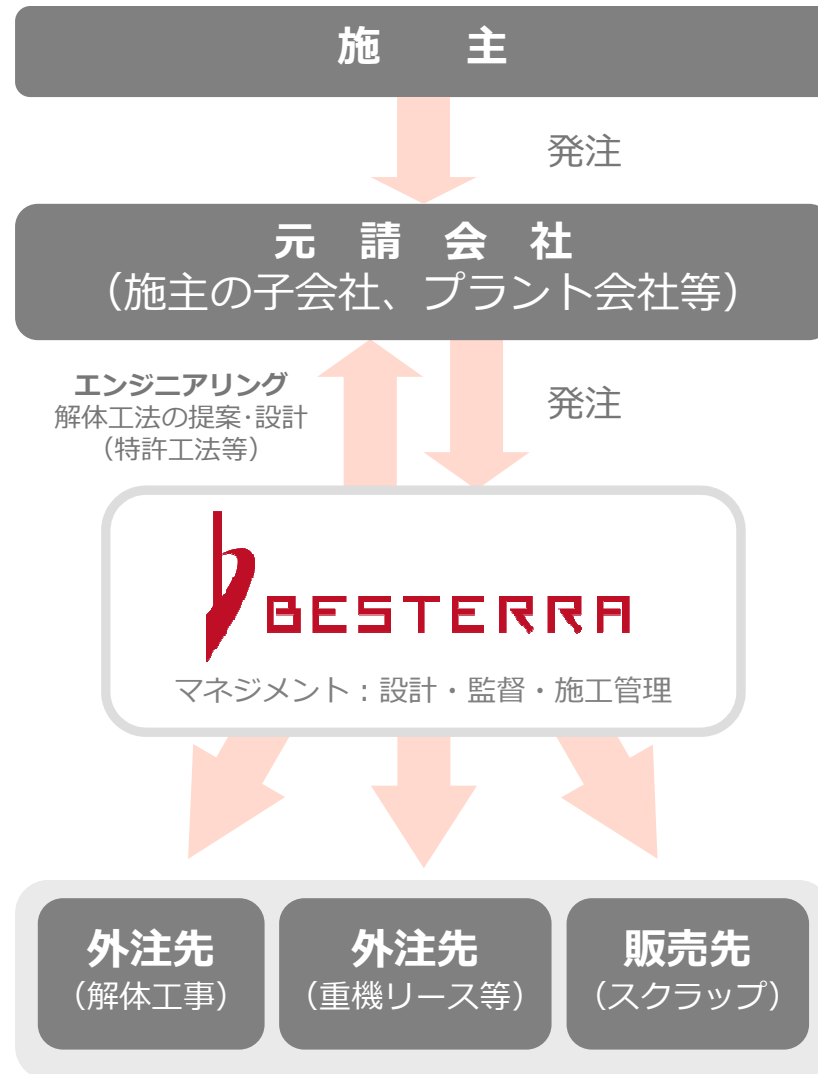 施　主
発注
元 請 会 社
（施主の子会社、プラント会社等）
エンジニアリング
解体工法の提案・設計
（特許工法等）
発注
BESTERRA
マネジメント：設計・監督・施工管理
外注先
（解体工事）
外注先
（重機リース等）
販売先
（スクラップ）